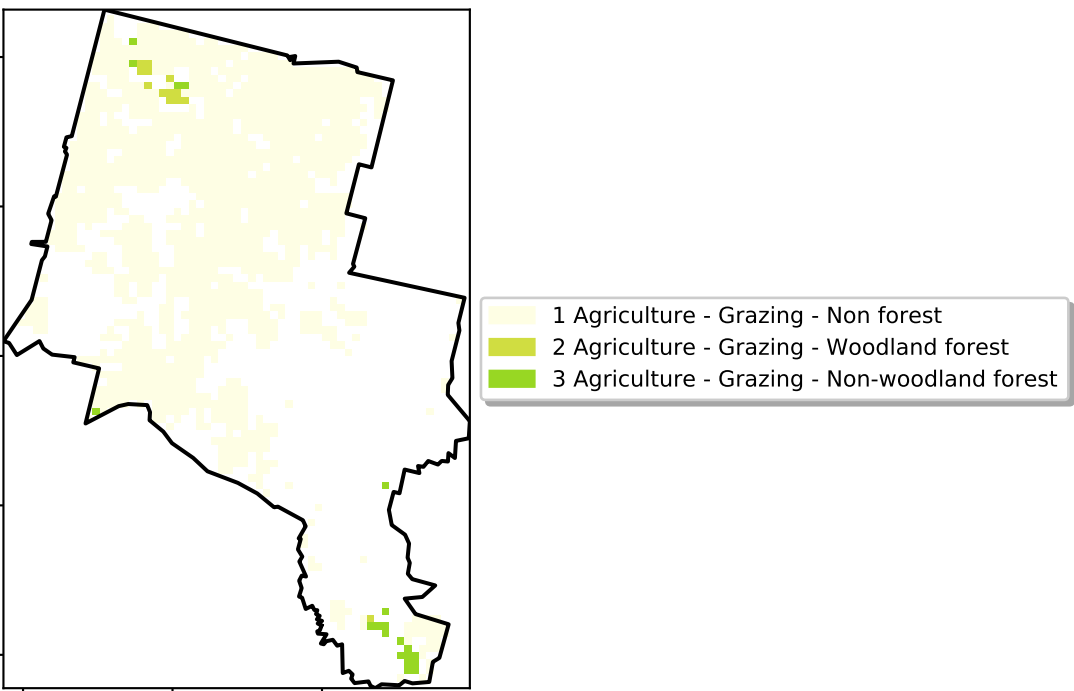 1 Agriculture - Grazing - Non forest
2 Agriculture - Grazing - Woodland forest
3 Agriculture - Grazing - Non-woodland forest